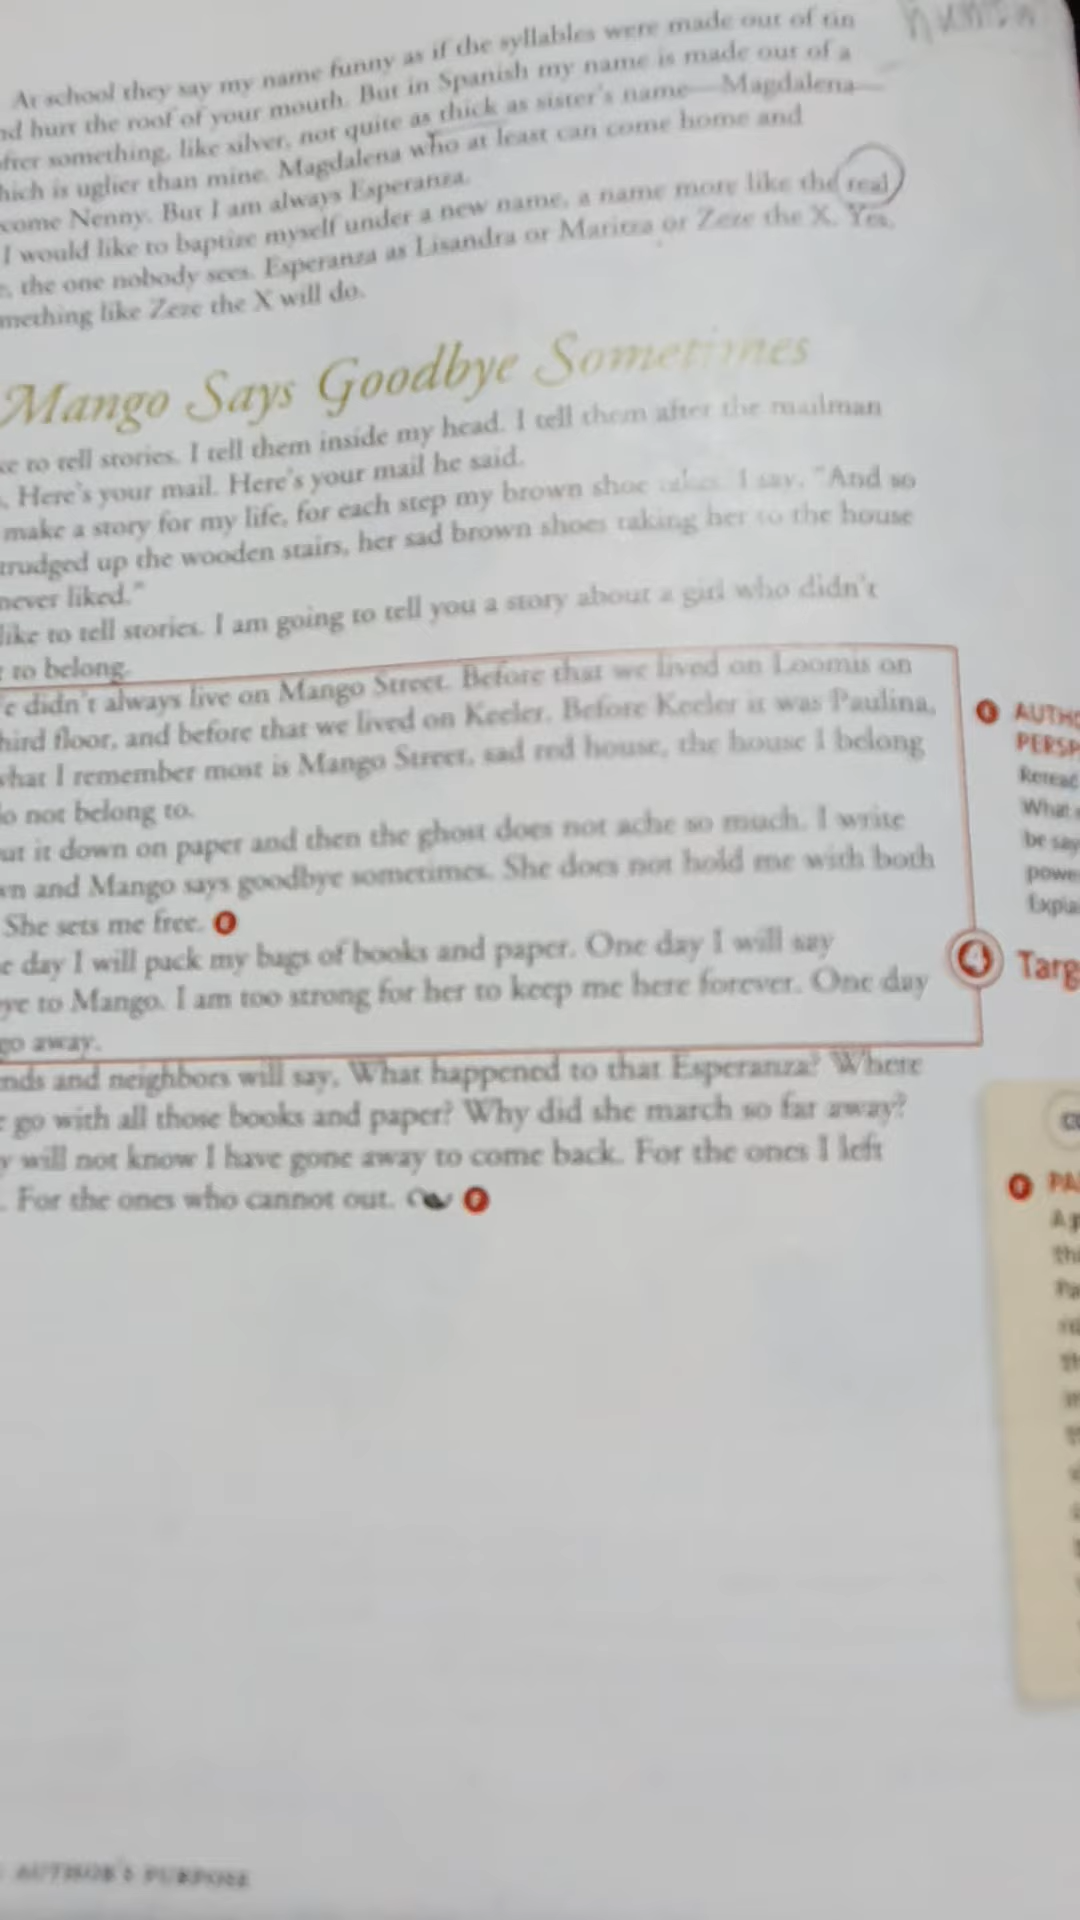 At school they say my name funny as if the syllables were made out of tin
nd hurt the roof of your mouth. But in Spanish my name is made out of a
ofter something, like silver, not quite as thick as sister's name—Magdalena—
hich is uglier than mine. Magdalena who at least can come home and
come Nenny. But I am always Esperanza.
I would like to baptize myself under a new name, a name more like the real
e, the one nobody sees. Esperanza as Lisandra or Maritza or Zeze the X. Yes,
mething like Zeze the X will do.
Mango Says Goodbye Sometimes
ke to tell stories. I tell them inside my head. I tell them after the mailman
. Here's your mail. Here's your mail he said.
make a story for my life, for each step my brown shoe takes. I say, "And so
trudged up the wooden stairs, her sad brown shoes taking her to the house
never liked."
like to tell stories. I am going to tell you a story about a girl who didn't
t to belong.
e didn't always live on Mango Street. Before that we lived on Loomis on
hird floor, and before that we lived on Keeler. Before Keeler it was Paulina,
what I remember most is Mango Street, sad red house, the house I belong
do not belong to.
ut it down on paper and then the ghost does not ache so much. I write
wn and Mango says goodbye sometimes. She does not hold me with both
. She sets me free.
e day I will pack my bags of books and paper. One day I will say
ye to Mango. I am too strong for her to keep me here forever. One day
go away.
nds and neighbors will say, What happened to that Esperanza? Where
e go with all those books and paper? Why did she march so far away?
y will not know I have gone away to come back. For the ones I left
. For the ones who cannot out.
AUTHO
PERSP
Reread
What
be say
powe
Expla
4 Targ
PA
AUTHOR'S PURPOSE